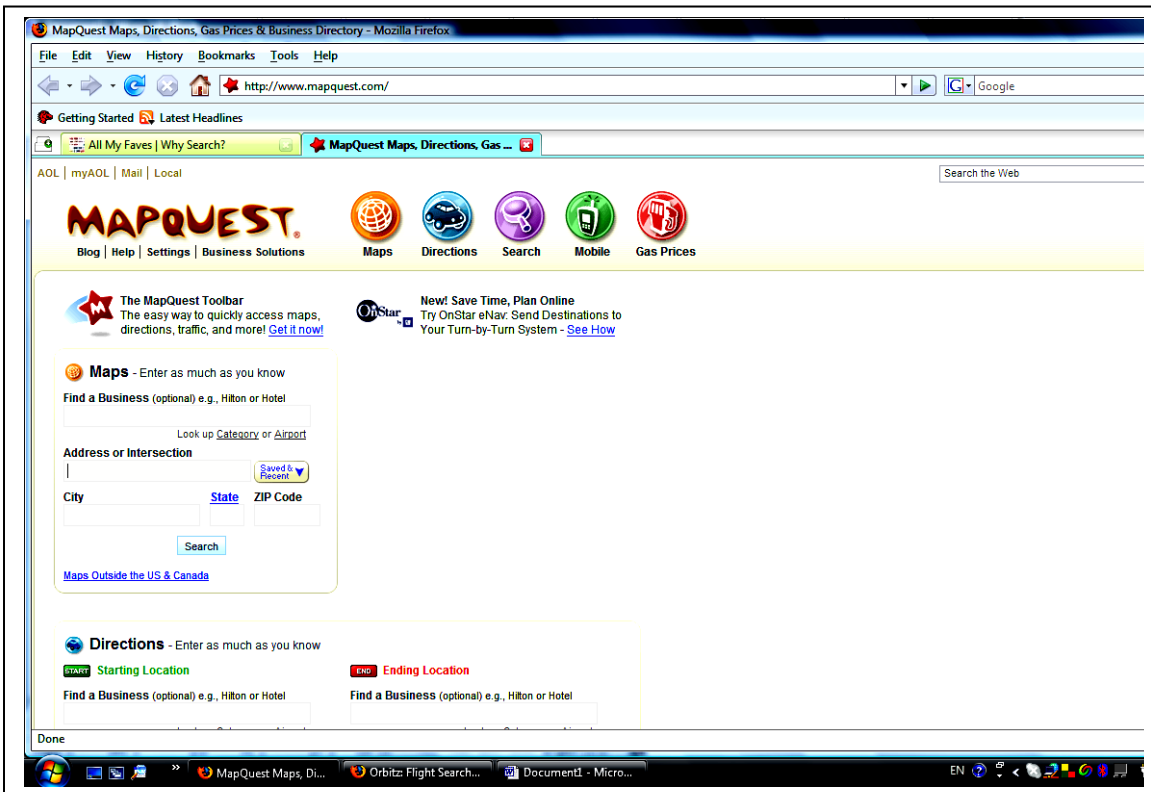 MapQuest Maps, Directions, Gas Prices & Business Directory - Mozilla Firefox
File Edit View History Bookmarks Tools Help
http://www.mapquest.com/
Google
Getting Started Latest Headlines
All My Faves | Why Search? MapQuest Maps, Directions, Gas ...
AOL | myAOL | Mail | Local
Search the Web
MAPQUEST.
Blog | Help | Settings | Business Solutions
Maps Directions Search Mobile Gas Prices
The MapQuest Toolbar
The easy way to quickly access maps,
directions, traffic, and more! Get it now!
OnStar
New! Save Time, Plan Online
Try OnStar eNav: Send Destinations to
Your Turn-by-Turn System - See How
Maps - Enter as much as you know
Find a Business (optional) e.g., Hilton or Hotel
Look up Category or Airport
Address or Intersection
Saved &
Recent
City State ZIP Code
Search
Maps Outside the US & Canada
Directions - Enter as much as you know
START Starting Location
END Ending Location
Find a Business (optional) e.g., Hilton or Hotel
Find a Business (optional) e.g., Hilton or Hotel
Done
MapQuest Maps, Di... Orbitz: Flight Search... Document1 - Micro... EN